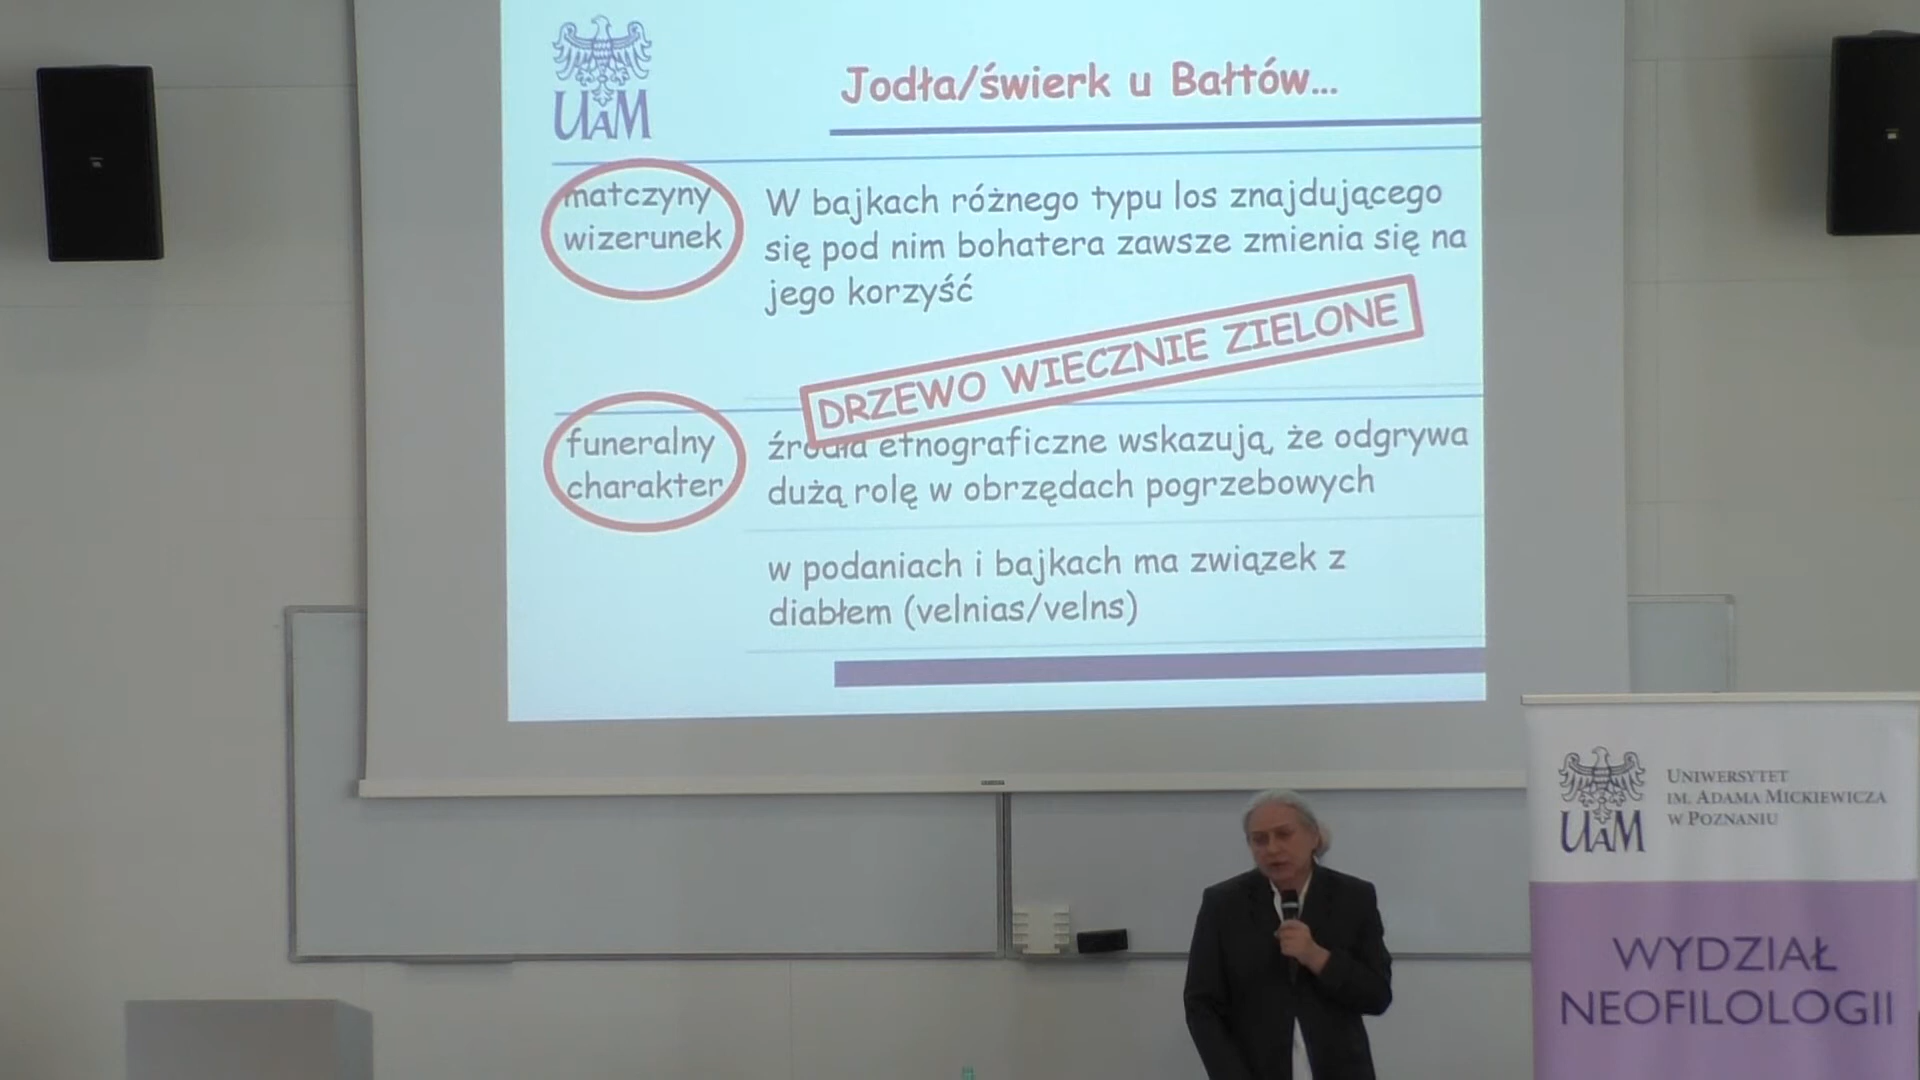 UAM
Jodła/świerk u Bałtów...
matczyny
wizerunek
W bajkach różnego typu los znajdującego
się pod nim bohatera zawsze zmienia się na
jego korzyść
DRZEWO WIECZNIE ZIELONE
funeralny
charakter
źródła etnograficzne wskazują, że odgrywa
dużą rolę w obrzędach pogrzebowych
w podaniach i bajkach ma związek z
diabłem (velnias/velns)
UAM
UNIWERSYTET
IM. ADAMA MICKIEWICZA
W POZNANIU
WYDZIAŁ
NEOFILOLOGII